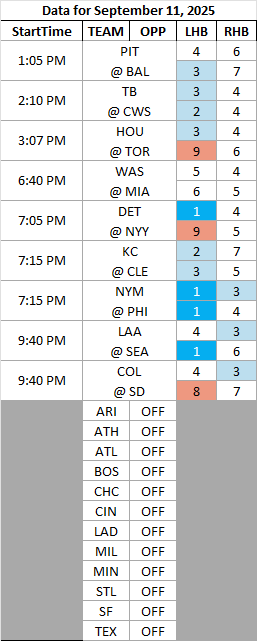 Data for September 11, 2025
StartTime TEAM OPP LHB RHB
1:05 PM
PIT 4 6
@ BAL 3 7
2:10 PM
TB 3 4
@ CWS 2 4
3:07 PM
HOU 3 4
@ TOR 9 6
6:40 PM
WAS 5 4
@ MIA 6 5
7:05 PM
DET 1 4
@ NYY 9 5
7:15 PM
KC 2 7
@ CLE 3 5
7:15 PM
NYM 1 3
@ PHI 1 4
9:40 PM
LAA 4 3
@ SEA 1 6
9:40 PM
COL 4 3
@ SD 8 7
ARI OFF
ATH OFF
ATL OFF
BOS OFF
CHC OFF
CIN OFF
LAD OFF
MIL OFF
MIN OFF
STL OFF
SF OFF
TEX OFF